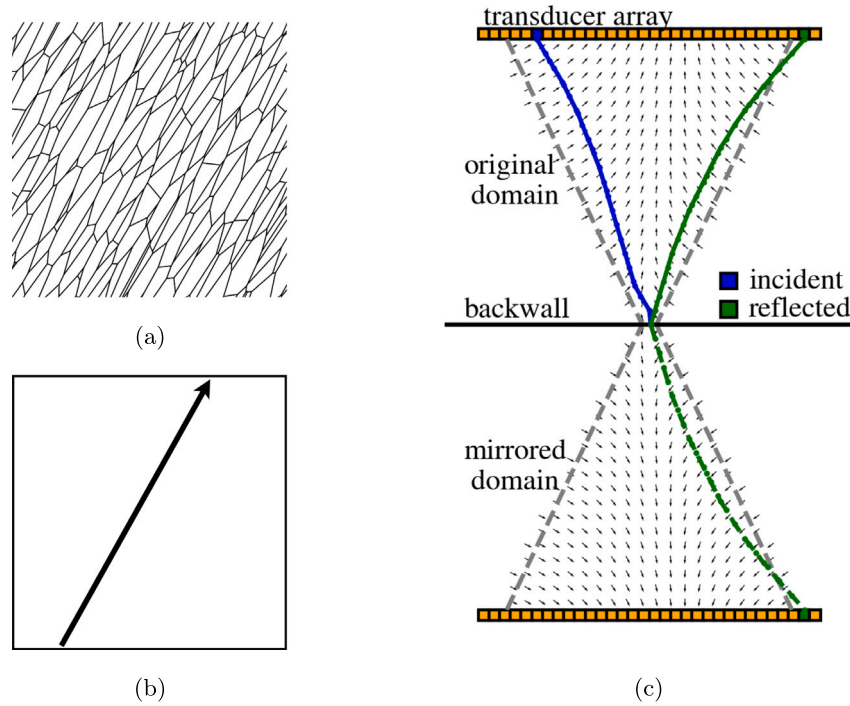 transducer array
original
domain
incident
backwall
reflected
(a)
mirrored
domain
(b)
(c)